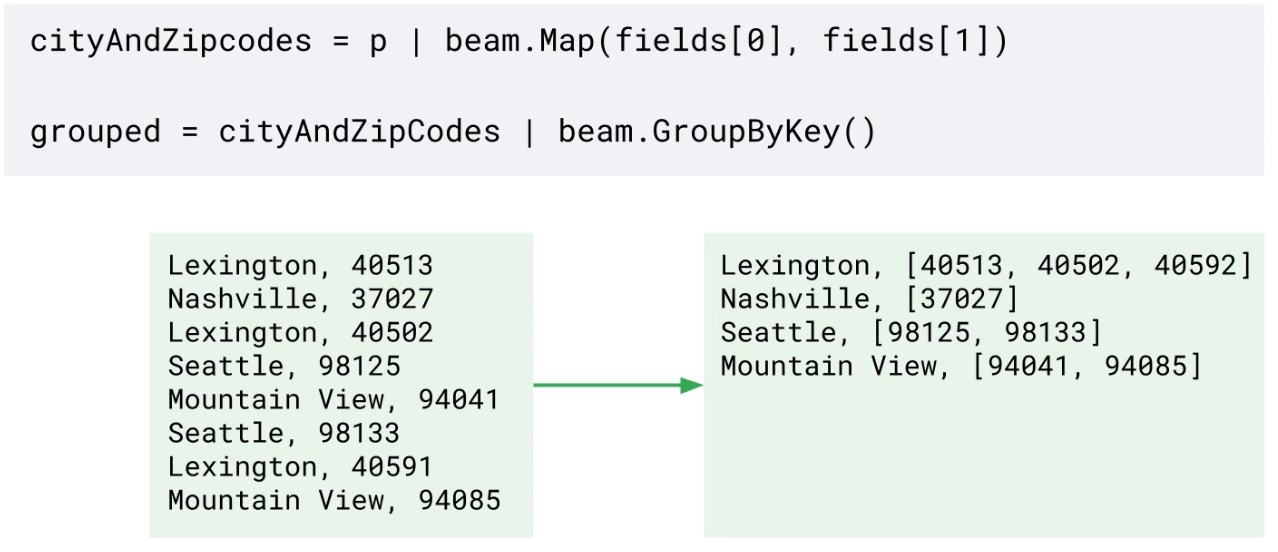 cityAndZipcodes = p | beam.Map(fields[0], fields[1])
grouped = cityAndZipCodes | beam.GroupByKey()
Lexington, 40513
Nashville, 37027
Lexington, 40502
Seattle, 98125
Mountain View, 94041
Seattle, 98133
Lexington, 40591
Mountain View, 94085
Lexington, [40513, 40502, 40592]
Nashville, [37027]
Seattle, [98125, 98133]
Mountain View, [94041, 94085]